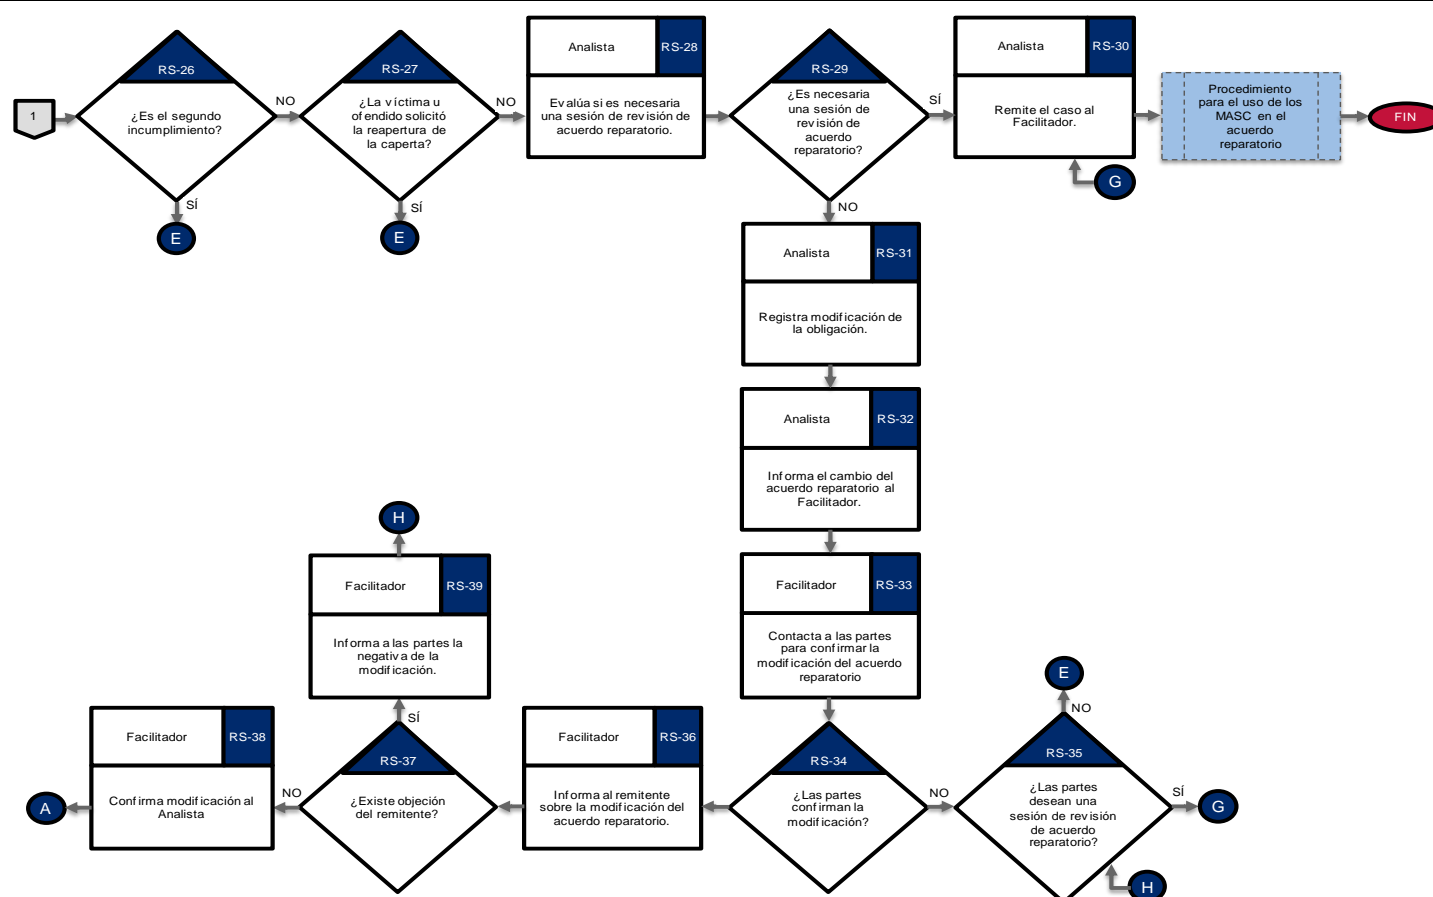 1
RS-26
¿Es el segundo
incumplimiento?
NO
SÍ
E
RS-27
¿La víctima u
ofendido solicitó
la reapertura de
la caperta?
NO
SÍ
E
Analista
RS-28
Evalúa si es necesaria
una sesión de revisión de
acuerdo reparatorio.
RS-29
¿Es necesaria
una sesión de
revisión de
acuerdo
reparatorio?
SÍ
NO
Analista
RS-30
Remite el caso al
Facilitador.
G
Procedimiento
para el uso de los
MASC en el
acuerdo
reparatorio
FIN
Analista
RS-31
Registra modificación de
la obligación.
Analista
RS-32
Informa el cambio del
acuerdo reparatorio al
Facilitador.
Facilitador
RS-33
Contacta a las partes
para confirmar la
modificación del acuerdo
reparatorio
RS-34
¿Las partes
confirman la
modificación?
NO
RS-35
¿Las partes
desean una
sesión de revisión
de acuerdo
reparatorio?
NO
E
SÍ
G
H
Facilitador
RS-36
Informa al remitente
sobre la modificación del
acuerdo reparatorio.
RS-37
¿Existe objeción
del remitente?
SÍ
NO
Facilitador
RS-38
Confirma modificación al
Analista
A
Facilitador
RS-39
Informa a las partes la
negativa de la
modificación.
H